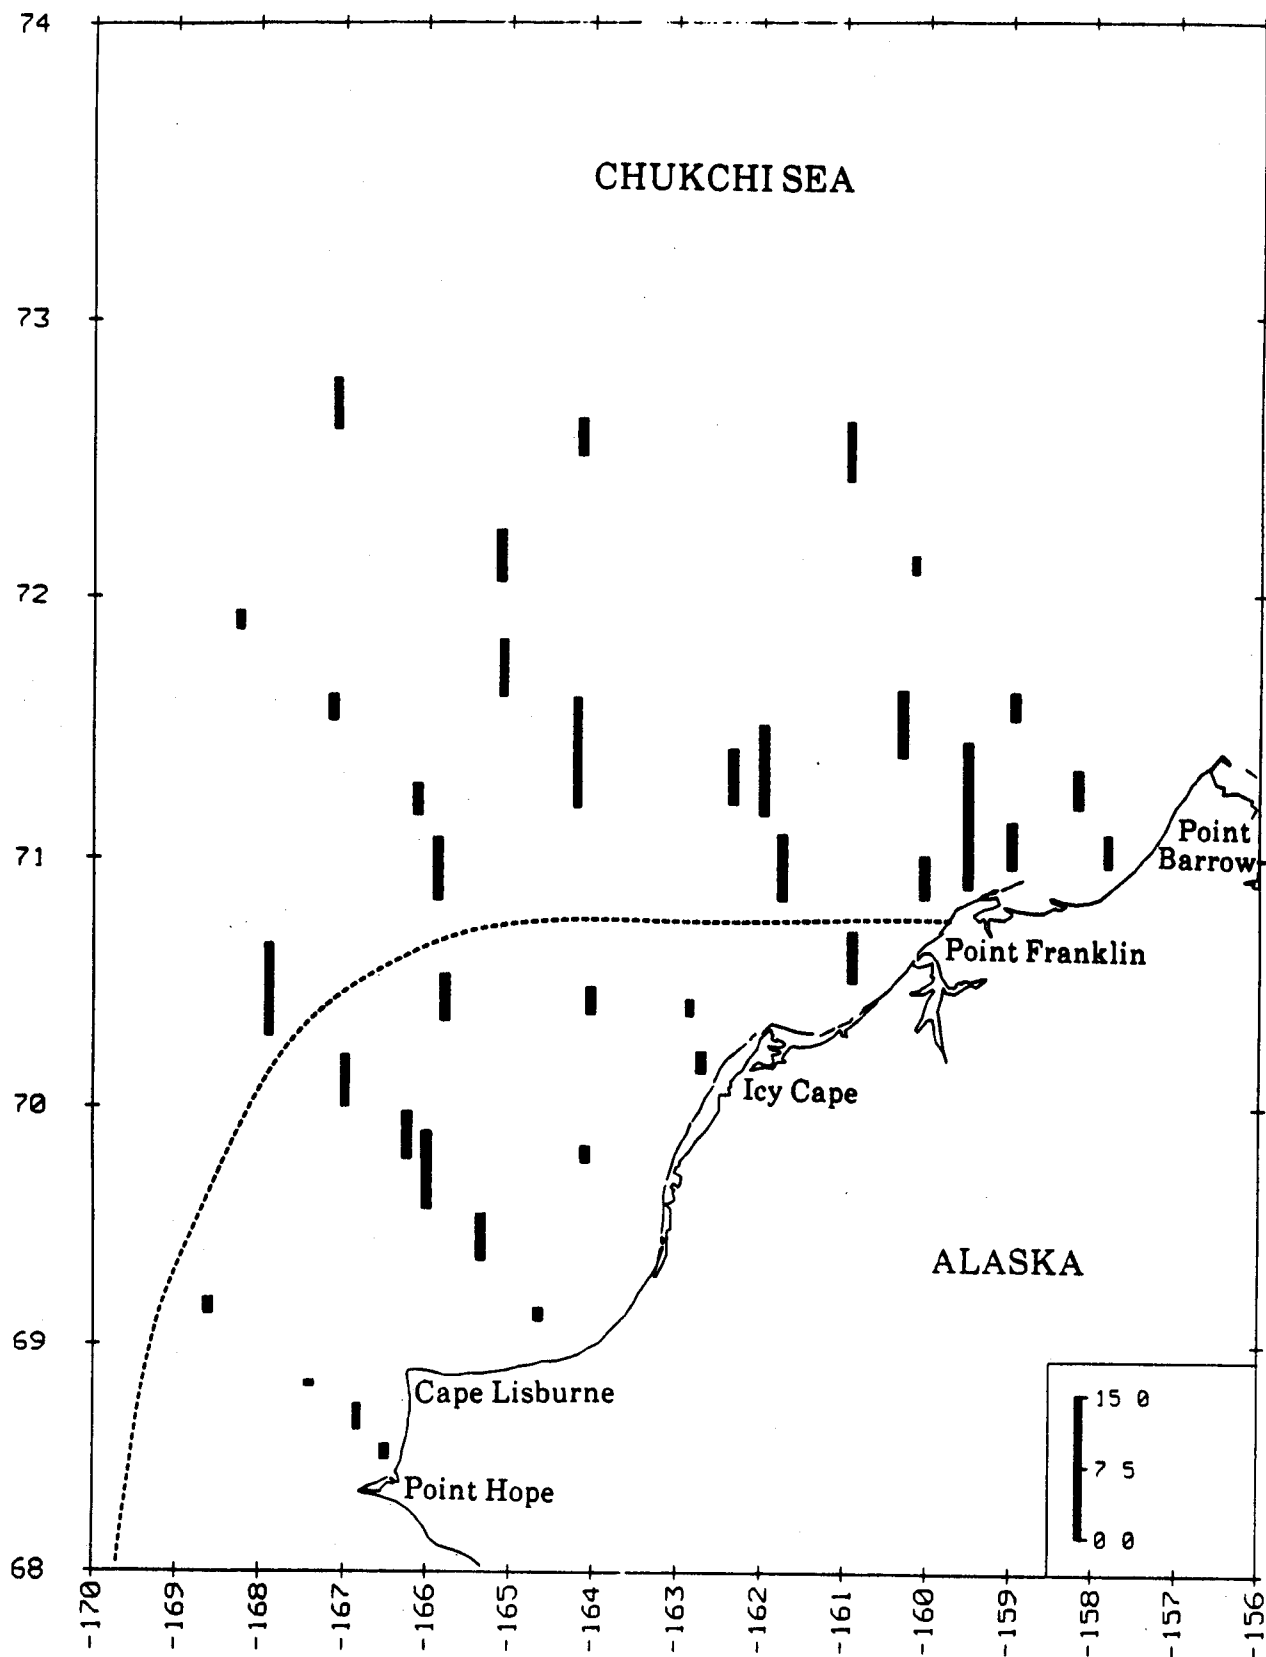 74
CHUKCHI SEA
73
72
71
Point
Barrow
Point Franklin
70
Icy Cape
ALASKA
69
Cape Lisburne
15 0
7 5
0 0
Point Hope
68
-170 -169 -168 -167 -166 -165 -164 -163 -162 -161 -160 -159 -158 -157 -156